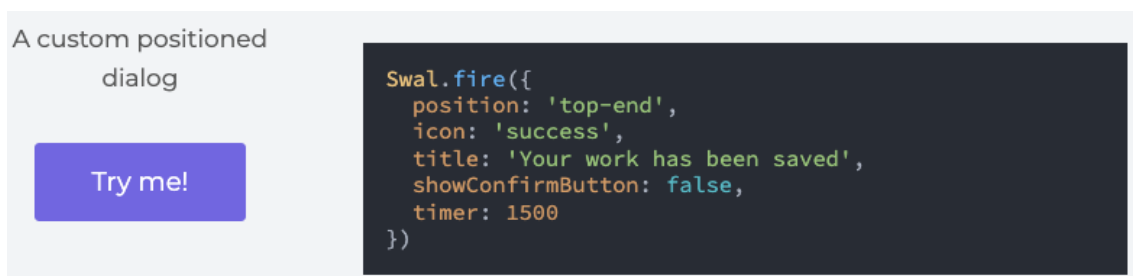 A custom positioned
dialog
Try me!
Swal.fire({
  position: 'top-end',
  icon: 'success',
  title: 'Your work has been saved',
  showConfirmButton: false,
  timer: 1500
})